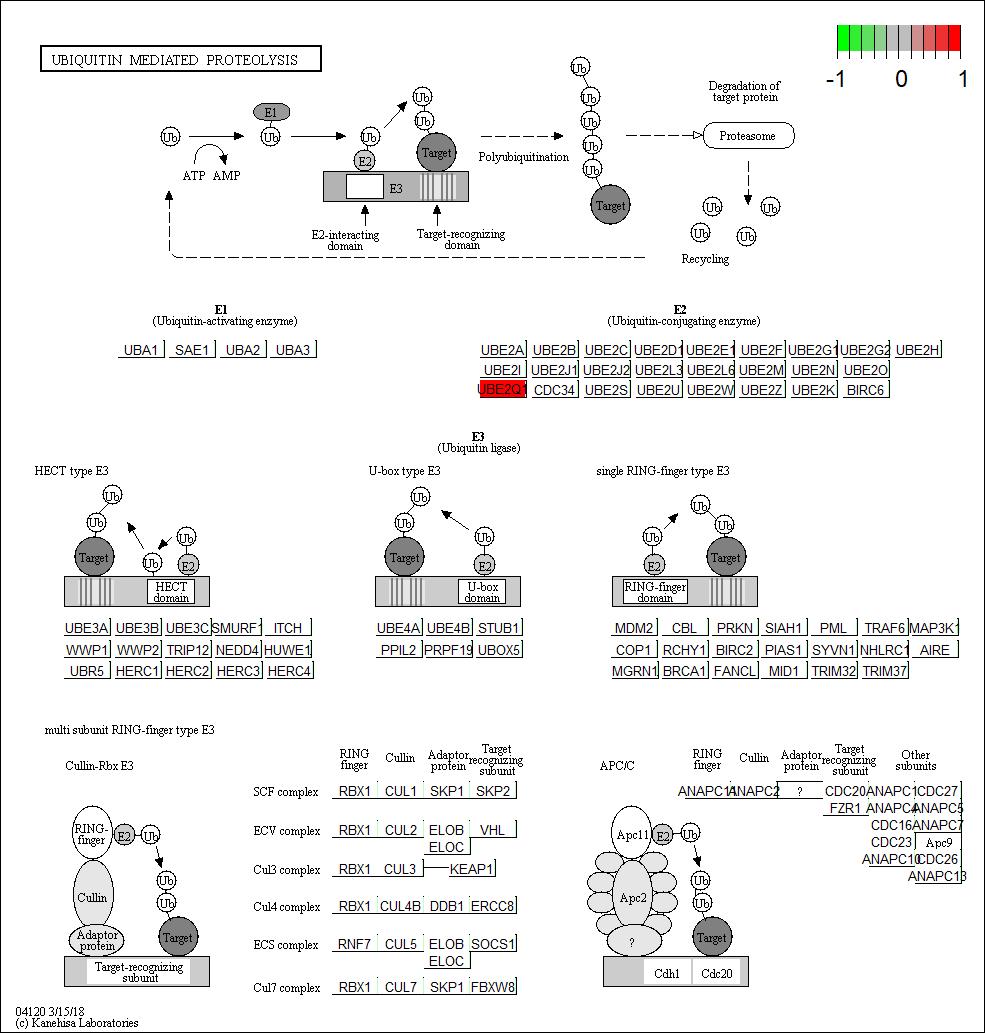 UBIQUITIN MEDIATED PROTEOLYSIS
-1 0 1
Ub
ATP AMP
E1
Ub
Ub
E2
Ub
Ub
Target
E3
E2-interacting
domain
Target-recognizing
domain
Polyubiquitination
Ub
Ub
Ub
Ub
Ub
Target
Degradation of
target protein
Proteasome
Ub
Ub
Ub
Ub
Recycling
E1
(Ubiquitin-activating enzyme)
UBA1 SAE1 UBA2 UBA3
E2
(Ubiquitin-conjugating enzyme)
UBE2A UBE2B UBE2C UBE2D1 UBE2E1 UBE2F UBE2G1 UBE2G2 UBE2H
UBE2I UBE2J1 UBE2J2 UBE2L3 UBE2L6 UBE2M UBE2N UBE2O
UBE2Q1 CDC34 UBE2S UBE2U UBE2W UBE2Z UBE2K BIRC6
E3
(Ubiquitin ligase)
HECT type E3
Ub
Ub
Target
Ub
Ub
E2
HECT
domain
UBE3A UBE3B UBE3C SMURF1 ITCH
WWP1 WWP2 TRIP12 NEDD4 HUWE1
UBR5 HERC1 HERC2 HERC3 HERC4
U-box type E3
Ub
Ub
Target
Ub
E2
U-box
domain
UBE4A UBE4B STUB1
PPIL2 PRPF19 UBOX5
single RING-finger type E3
Ub
Ub
Ub
E2
Target
RING-finger
domain
MDM2 CBL PRKN SIAH1 PML TRAF6 MAP3K1
COP1 RCHY1 BIRC2 PIAS1 SYVN1 NHLRC1 AIRE
MGRN1 BRCA1 FANCL MID1 TRIM32 TRIM37
multi subunit RING-finger type E3
Cullin-Rbx E3
RING-
finger
E2
Ub
Cullin
Ub
Ub
Adaptor
protein
Target
Target-recognizing
subunit
RING
finger
Cullin
Adaptor
protein
Target
recognizing
subunit
SCF complex RBX1 CUL1 SKP1 SKP2
ECV complex RBX1 CUL2 ELOB VHL
ELOC
Cul3 complex RBX1 CUL3 KEAP1
Cul4 complex RBX1 CUL4B DDB1 ERCC8
ECS complex RNF7 CUL5 ELOB SOCS1
ELOC
Cul7 complex RBX1 CUL7 SKP1 FBXW8
APC/C
RING
finger
Cullin
Adaptor
protein
Target
recognizing
subunit
Other
subunits
ANAPC11 ANAPC2 ? CDC20 ANAPC1 CDC27
FZR1 ANAPC4 ANAPC5
CDC16 ANAPC7
CDC23 Apc9
ANAPC10 CDC26
ANAPC13
Apc11
E2
Ub
Apc2
Ub
Ub
?
Target
Cdh1 Cdc20
04120 3/15/18
(c) Kanehisa Laboratories